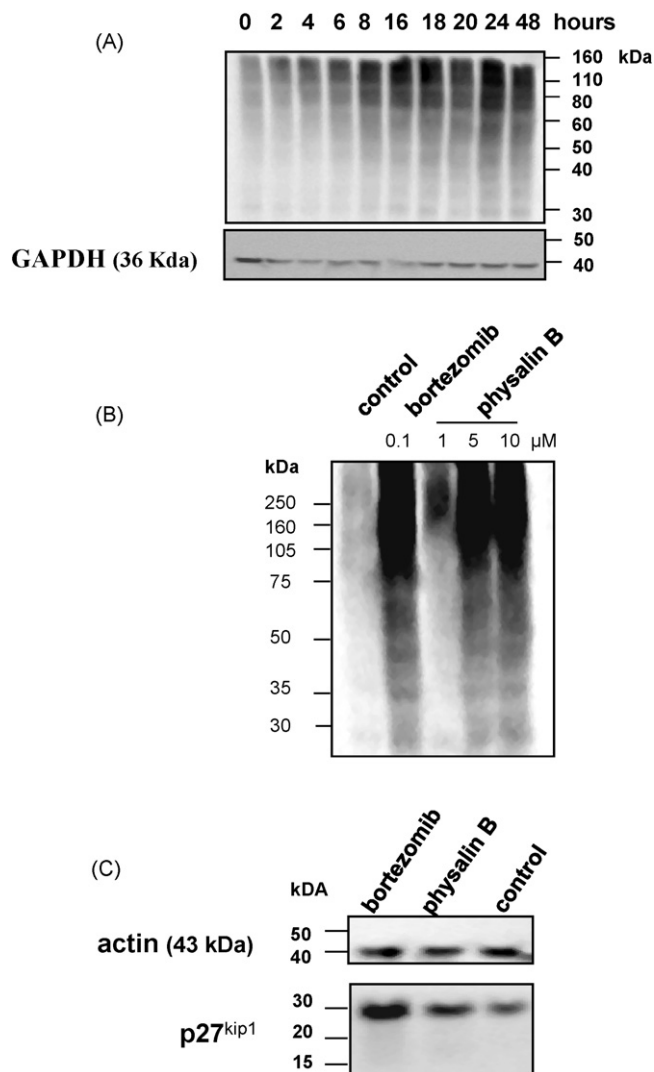 0 2 4 6 8 16 18 20 24 48 hours
(A)
160 kDa
110
80
60
50
40
30
50
GAPDH (36 Kda)
40
control
bortezomib
physalin B
(B)
0.1 1 5 10 µM
kDa
250
160
105
75
50
35
30
bortezomib
physalin B
control
(C)
kDA
50
actin (43 kDa)
40
30
p27kip1
20
15